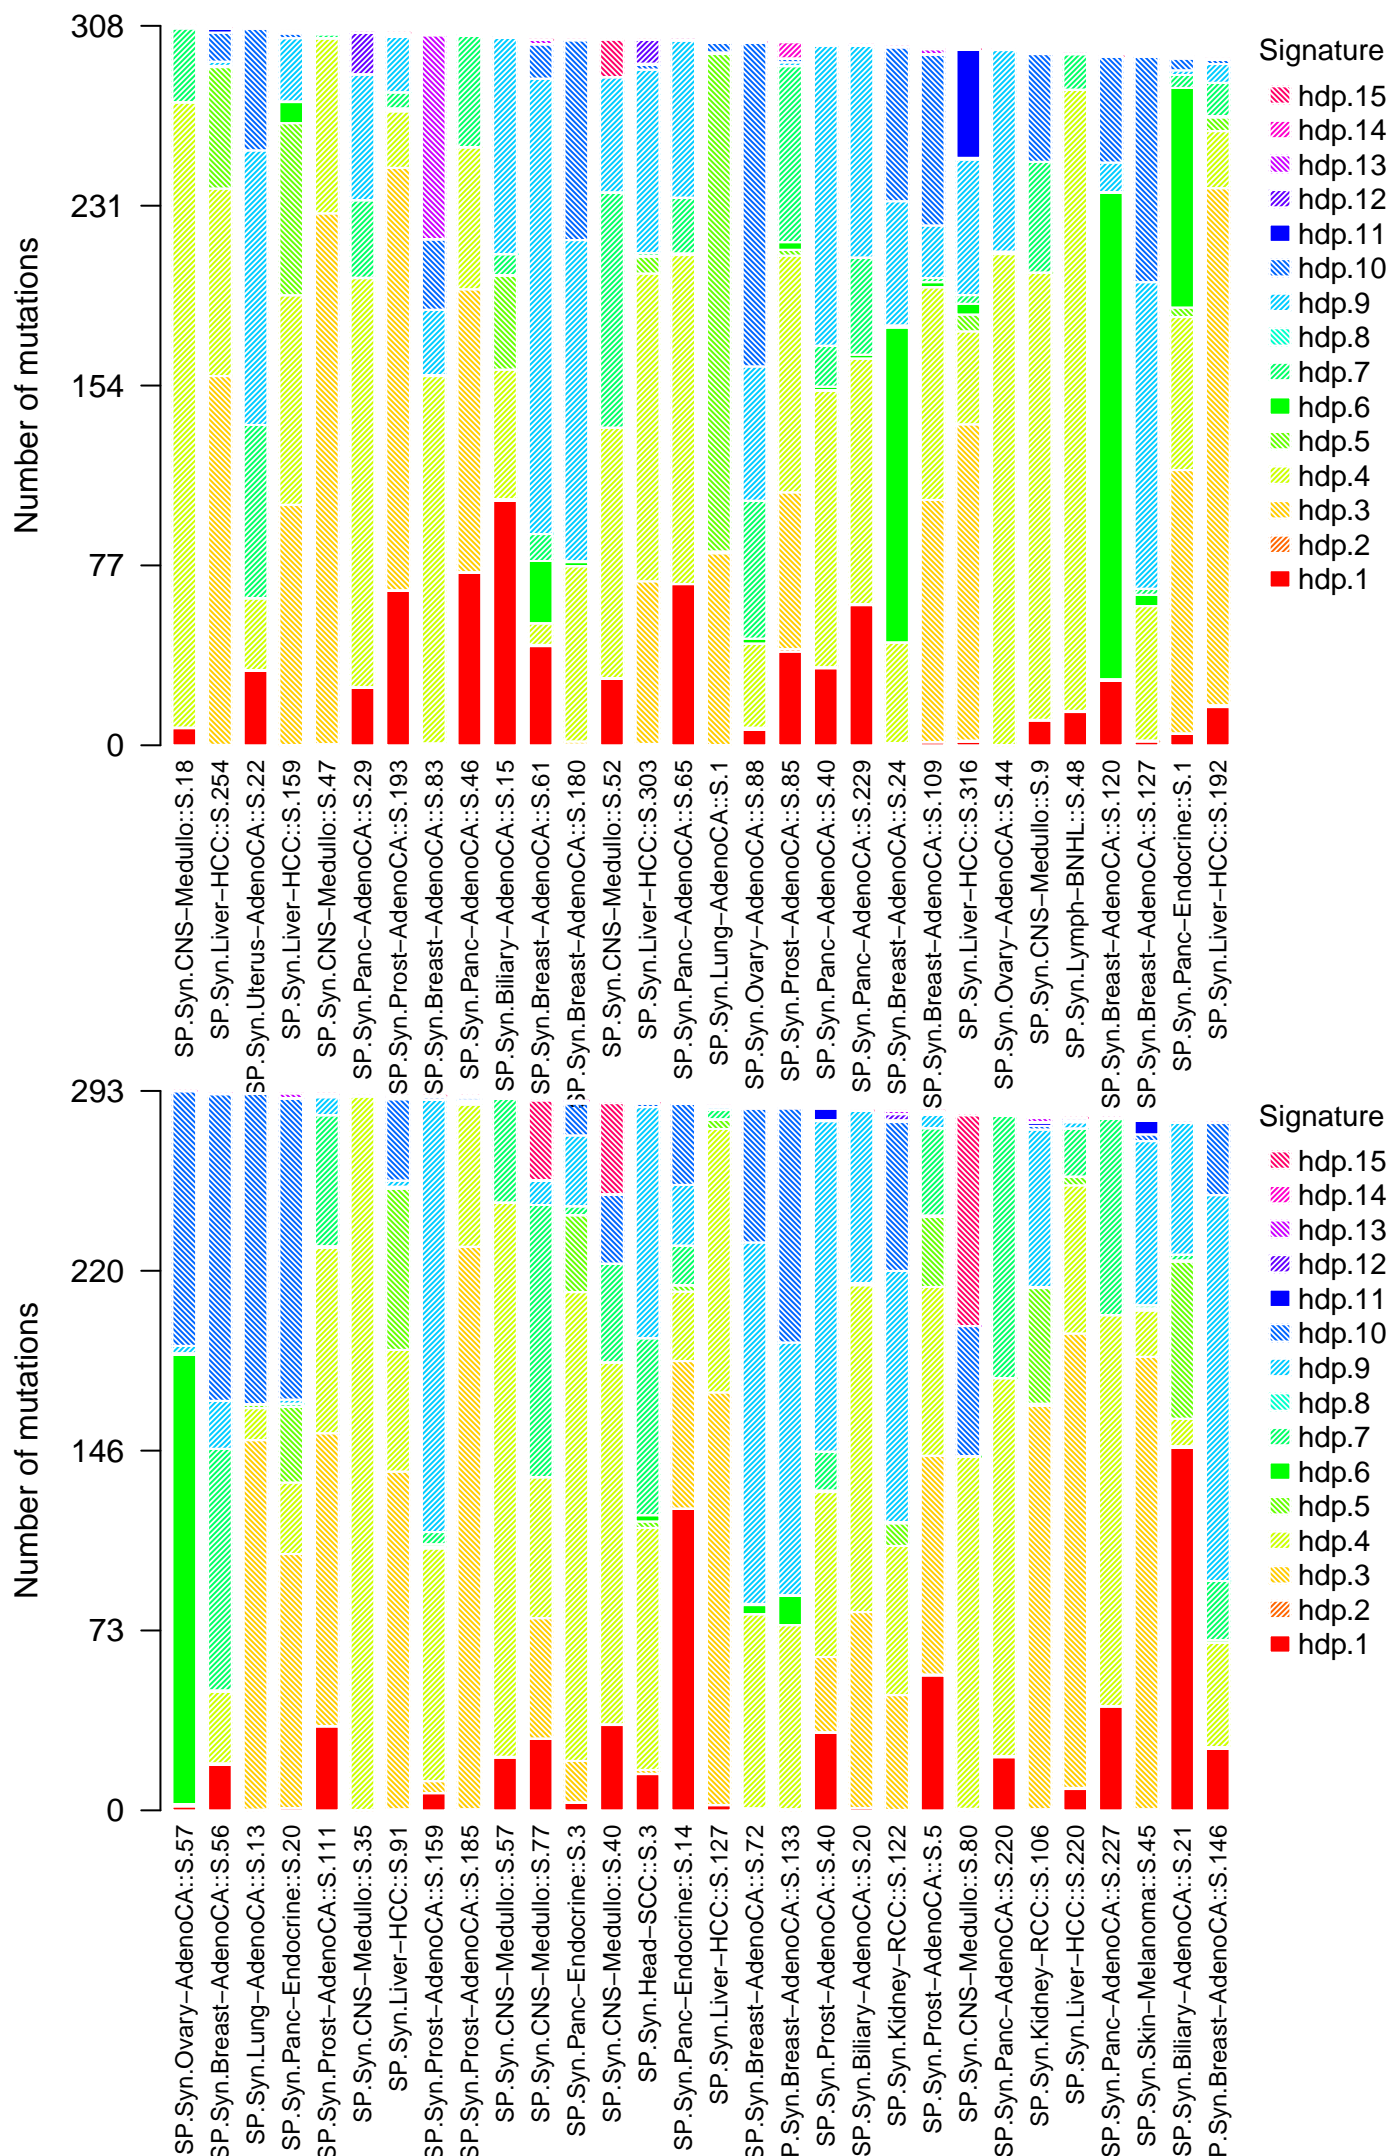 Number of mutations
308
231
154
77
0
Signature
hdp.15
hdp.14
hdp.13
hdp.12
hdp.11
hdp.10
hdp.9
hdp.8
hdp.7
hdp.6
hdp.5
hdp.4
hdp.3
hdp.2
hdp.1
SP.Syn.CNS−Medullo::S.18
SP.Syn.Liver−HCC::S.254
SP.Syn.Uterus−AdenoCA::S.22
SP.Syn.Liver−HCC::S.159
SP.Syn.CNS−Medullo::S.47
SP.Syn.Panc−AdenoCA::S.29
SP.Syn.Prost−AdenoCA::S.193
SP.Syn.Breast−AdenoCA::S.83
SP.Syn.Panc−AdenoCA::S.46
SP.Syn.Biliary−AdenoCA::S.15
SP.Syn.Breast−AdenoCA::S.61
SP.Syn.Breast−AdenoCA::S.180
SP.Syn.CNS−Medullo::S.52
SP.Syn.Liver−HCC::S.303
SP.Syn.Panc−AdenoCA::S.65
SP.Syn.Lung−AdenoCA::S.1
SP.Syn.Ovary−AdenoCA::S.88
SP.Syn.Prost−AdenoCA::S.85
SP.Syn.Panc−AdenoCA::S.40
SP.Syn.Panc−AdenoCA::S.229
SP.Syn.Breast−AdenoCA::S.24
SP.Syn.Breast−AdenoCA::S.109
SP.Syn.Liver−HCC::S.316
SP.Syn.Ovary−AdenoCA::S.44
SP.Syn.CNS−Medullo::S.9
SP.Syn.Lymph−BNHL::S.48
SP.Syn.Breast−AdenoCA::S.120
SP.Syn.Breast−AdenoCA::S.127
SP.Syn.Panc−Endocrine::S.1
SP.Syn.Liver−HCC::S.192
Number of mutations
293
220
146
73
0
Signature
hdp.15
hdp.14
hdp.13
hdp.12
hdp.11
hdp.10
hdp.9
hdp.8
hdp.7
hdp.6
hdp.5
hdp.4
hdp.3
hdp.2
hdp.1
SP.Syn.Ovary−AdenoCA::S.57
SP.Syn.Breast−AdenoCA::S.56
SP.Syn.Lung−AdenoCA::S.13
SP.Syn.Panc−Endocrine::S.20
SP.Syn.Prost−AdenoCA::S.111
SP.Syn.CNS−Medullo::S.35
SP.Syn.Liver−HCC::S.91
SP.Syn.Prost−AdenoCA::S.159
SP.Syn.Prost−AdenoCA::S.185
SP.Syn.CNS−Medullo::S.57
SP.Syn.CNS−Medullo::S.77
SP.Syn.Panc−Endocrine::S.3
SP.Syn.CNS−Medullo::S.40
SP.Syn.Head−SCC::S.3
SP.Syn.Panc−Endocrine::S.14
SP.Syn.Liver−HCC::S.127
SP.Syn.Breast−AdenoCA::S.72
SP.Syn.Breast−AdenoCA::S.133
SP.Syn.Prost−AdenoCA::S.40
SP.Syn.Biliary−AdenoCA::S.20
SP.Syn.Kidney−RCC::S.122
SP.Syn.Prost−AdenoCA::S.5
SP.Syn.CNS−Medullo::S.80
SP.Syn.Panc−AdenoCA::S.220
SP.Syn.Kidney−RCC::S.106
SP.Syn.Liver−HCC::S.220
SP.Syn.Panc−AdenoCA::S.227
SP.Syn.Skin−Melanoma::S.45
SP.Syn.Biliary−AdenoCA::S.21
P.Syn.Breast−AdenoCA::S.146